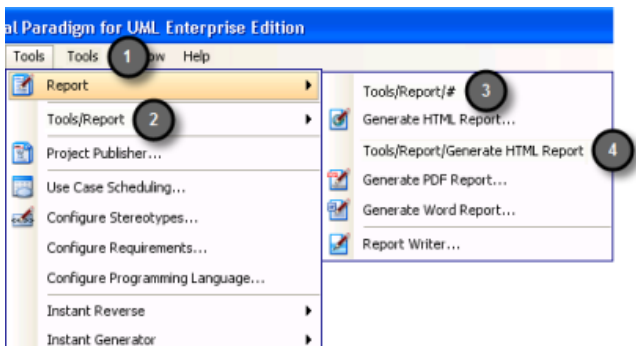 al Paradigm for UML Enterprise Edition
Tools Tools 1 ow Help
Report
Tools/Report 2
Project Publisher...
Use Case Scheduling...
Configure Stereotypes...
Configure Requirements...
Configure Programming Language...
Instant Reverse
Instant Generator
Tools/Report/# 3
Generate HTML Report...
Tools/Report/Generate HTML Report 4
Generate PDF Report...
Generate Word Report...
Report Writer...